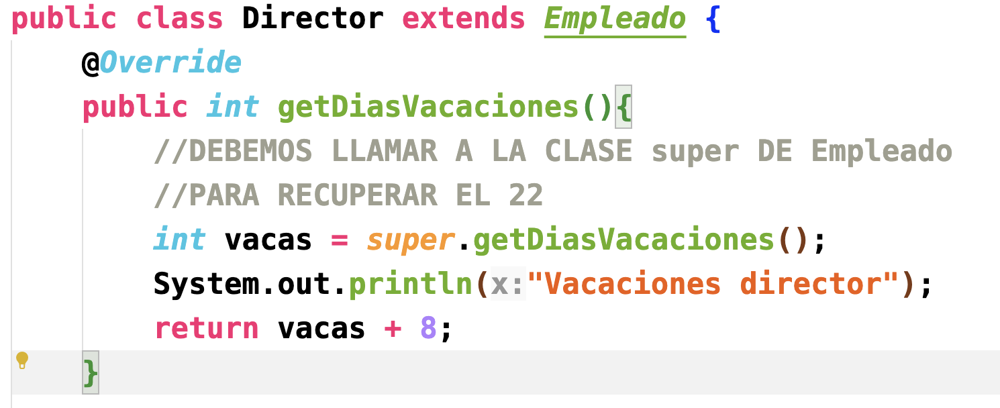 public class Director extends Empleado {
@Override
public int getDiasVacaciones(){
//DEBEMOS LLAMAR A LA CLASE super DE Empleado
//PARA RECUPERAR EL 22
int vacas = super.getDiasVacaciones();
System.out.println(x:"Vacaciones director");
return vacas + 8;
}